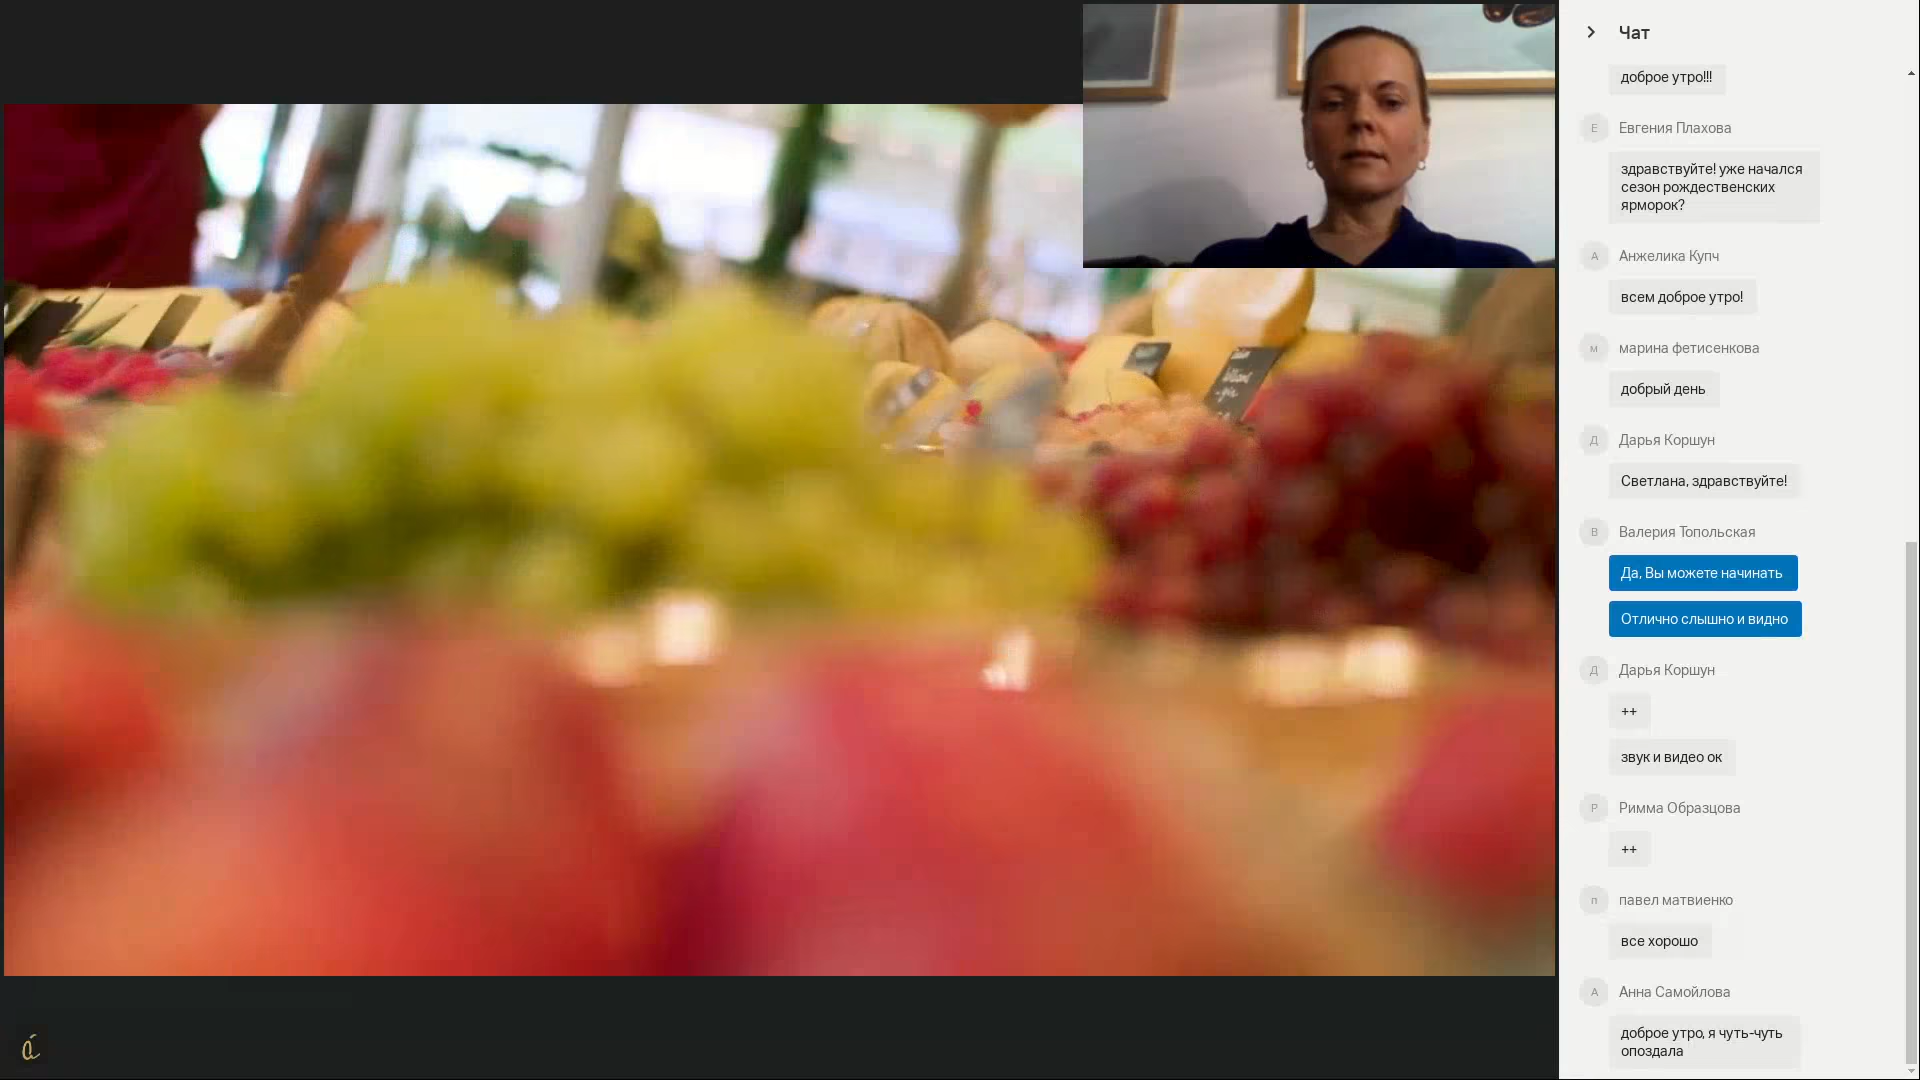 Чат
доброе утро!!!
Е
Евгения Плахова
здравствуйте! уже начался
сезон рождественских
ярморок?
А
Анжелика Купч
всем доброе утро!
м
марина фетисенкова
добрый день
Д
Дарья Коршун
Светлана, здравствуйте!
В
Валерия Топольская
Да, Вы можете начинать
Отлично слышно и видно
Д
Дарья Коршун
++
звук и видео ок
Р
Римма Образцова
++
п
павел матвиенко
все хорошо
А
Анна Самойлова
доброе утро, я чуть-чуть
опоздала
á